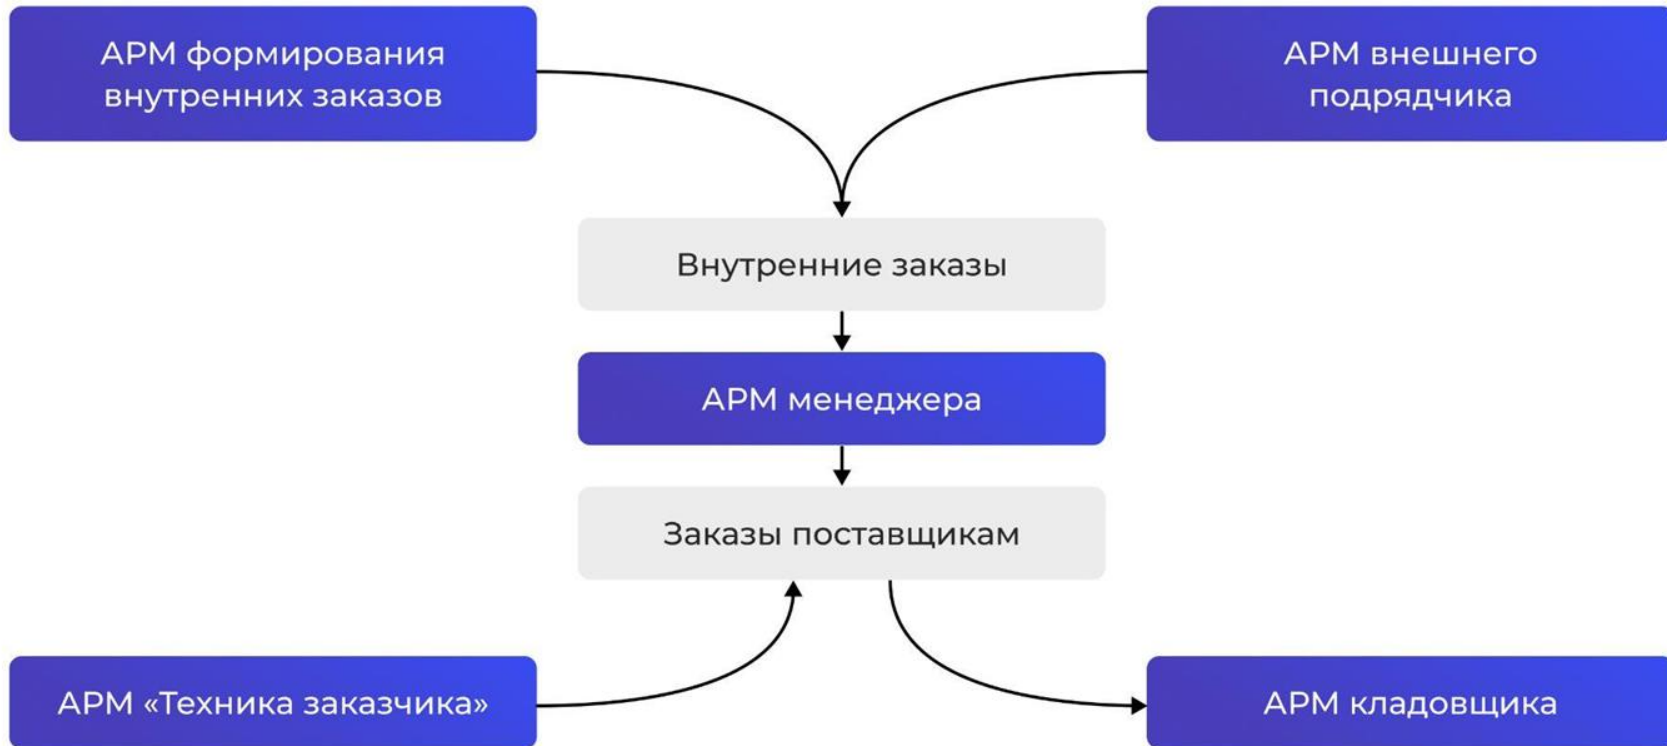 АРМ формирования
внутренних заказов
АРМ внешнего
подрядчика
Внутренние заказы
АРМ менеджера
Заказы поставщикам
АРМ «Техника заказчика»
АРМ кладовщика